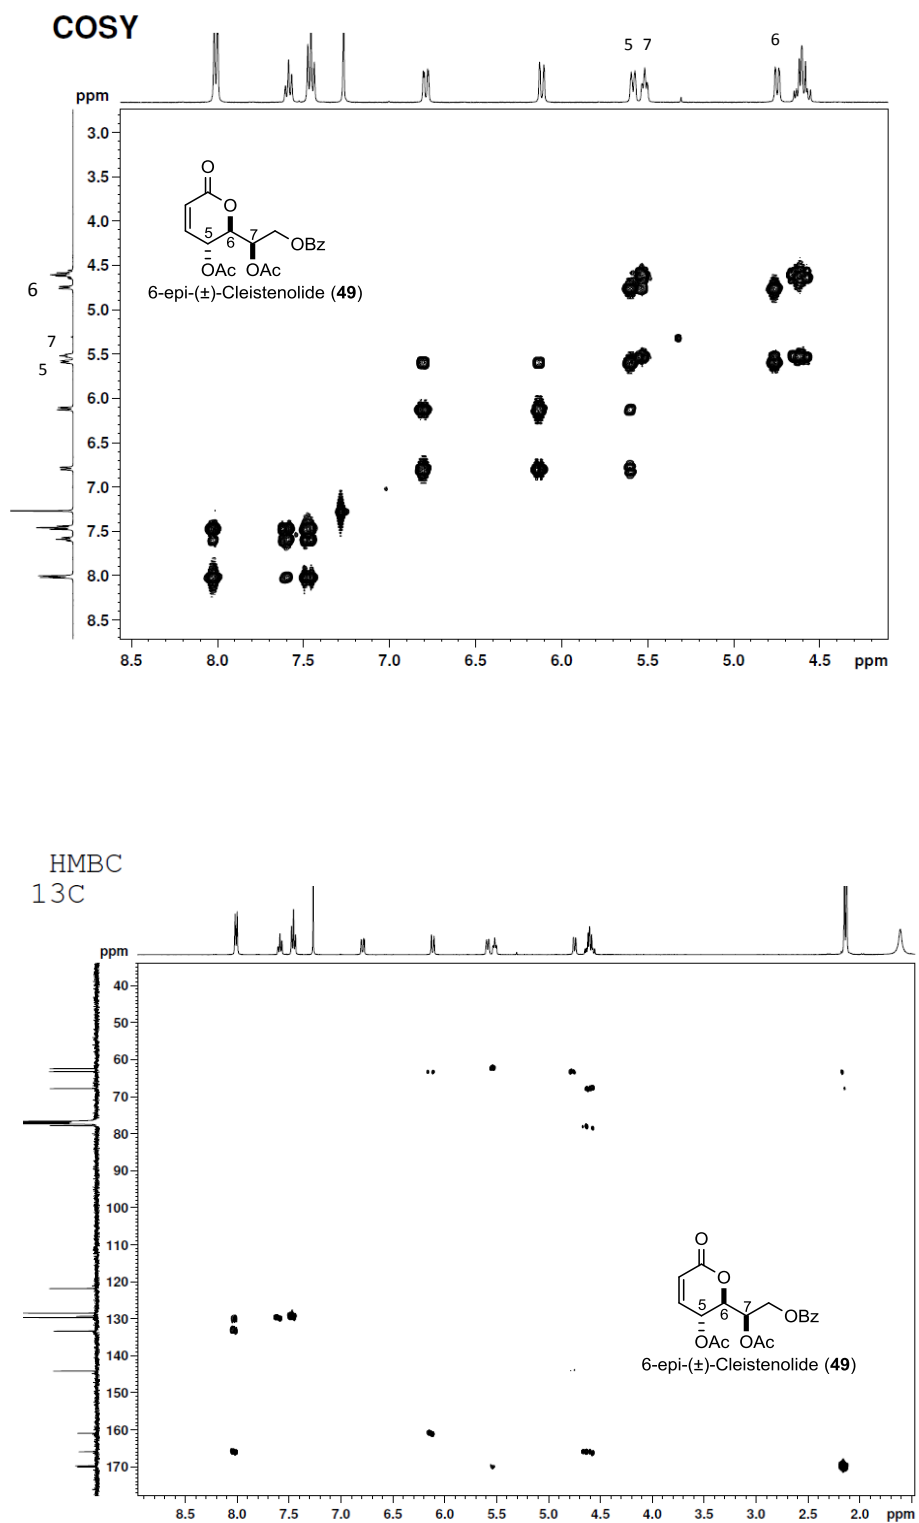 COSY
5 7 6
ppm
3.0
3.5
4.0
4.5
5.0
5.5
6.0
6.5
7.0
7.5
8.0
8.5
6
7
5
O
O
5
6
7
OBz
OAc OAc
6-epi-(±)-Cleistenolide (49)
8.5 8.0 7.5 7.0 6.5 6.0 5.5 5.0 4.5 ppm
HMBC
13C
ppm
40
50
60
70
80
90
100
110
120
130
140
150
160
170
O
O
5
6
7
OBz
OAc OAc
6-epi-(±)-Cleistenolide (49)
8.5 8.0 7.5 7.0 6.5 6.0 5.5 5.0 4.5 4.0 3.5 3.0 2.5 2.0 ppm